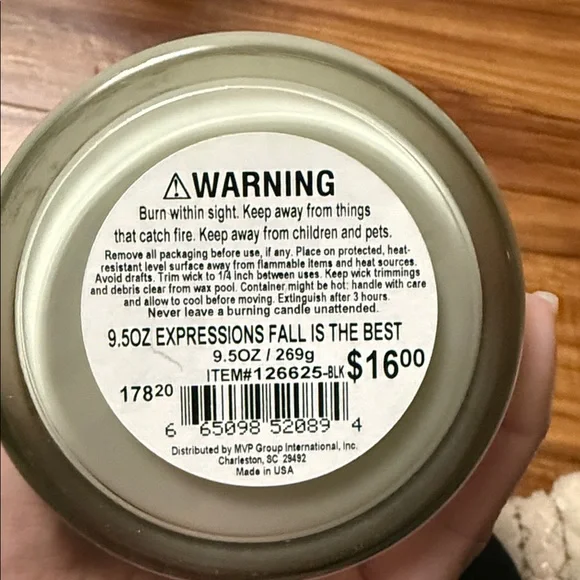 ⚠WARNING
Burn within sight. Keep away from things
that catch fire. Keep away from children and pets.
Remove all packaging before use, if any. Place on protected, heat-
resistant level surface away from flammable items and heat sources.
Avoid drafts. Trim wick to 1/4 inch between uses. Keep wick trimmings
and debris clear from wax pool. Container might be hot: handle with care
and allow to cool before moving. Extinguish after 3 hours.
Never leave a burning candle unattended.
9.5OZ EXPRESSIONS FALL IS THE BEST
9.5OZ / 269g
ITEM#126625-BLK $1600
17820
6 65098 52089 4
Distributed by MVP Group International, Inc.
Charleston, SC 29492
Made in USA